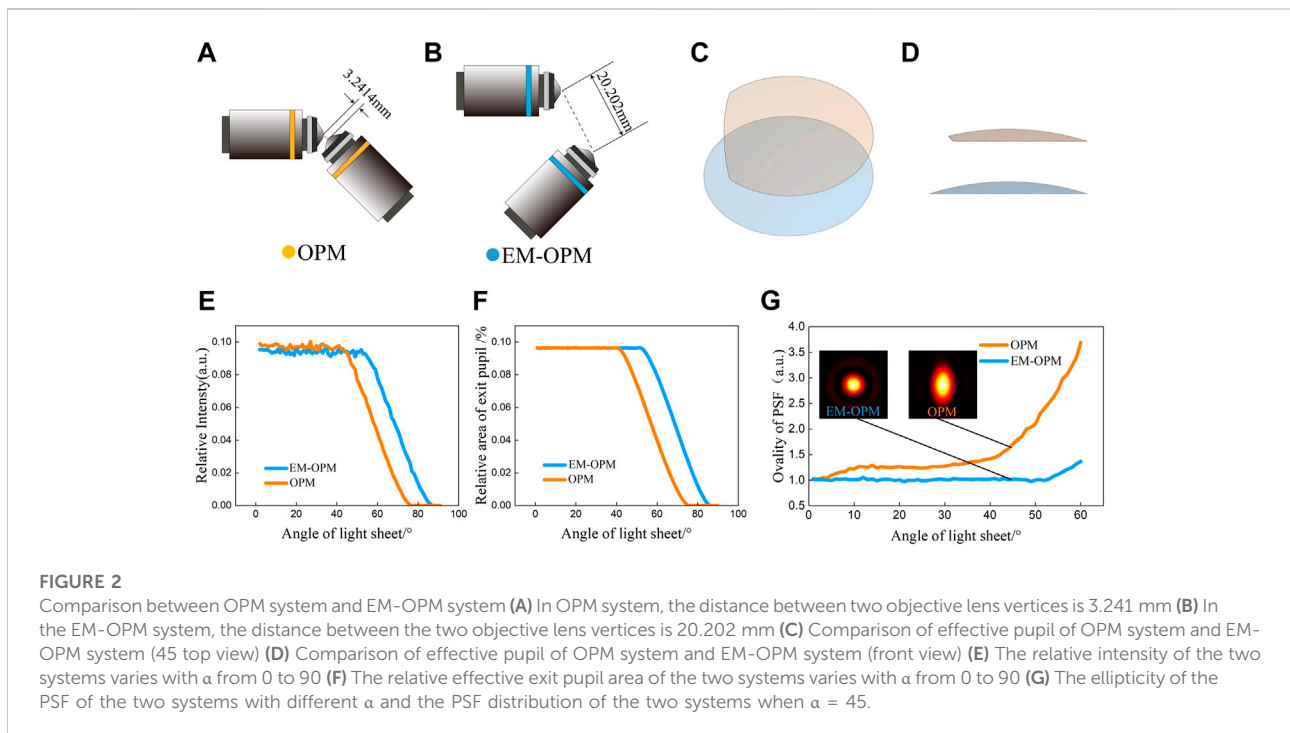 A
3.2414mm
OPM
B
20.202mm
EM-OPM
C
D
E
Relative Intensty(a.u.)
0.10
0.08
0.06
0.04
0.02
0.00
EM-OPM
OPM
0 20 40 60 80 100
Angle of light sheet/°
F
Relative area of exit pupil /%
0.10
0.08
0.06
0.04
0.02
0.00
EM-OPM
OPM
0 20 40 60 80 100
Angle of light sheet/°
G
Ovality of PSF (a.u.)
4.0
3.5
3.0
2.5
2.0
1.5
1.0
0.5
OPM
EM-OPM
EM-OPM
OPM
0 10 20 30 40 50 60
Angle of light sheet/°
FIGURE 2
Comparison between OPM system and EM-OPM system (A) In OPM system, the distance between two objective lens vertices is 3.241 mm (B) In
the EM-OPM system, the distance between the two objective lens vertices is 20.202 mm (C) Comparison of effective pupil of OPM system and EM-
OPM system (45 top view) (D) Comparison of effective pupil of OPM system and EM-OPM system (front view) (E) The relative intensity of the two
systems varies with α from 0 to 90 (F) The relative effective exit pupil area of the two systems varies with α from 0 to 90 (G) The ellipticity of the
PSF of the two systems with different α and the PSF distribution of the two systems when α = 45.